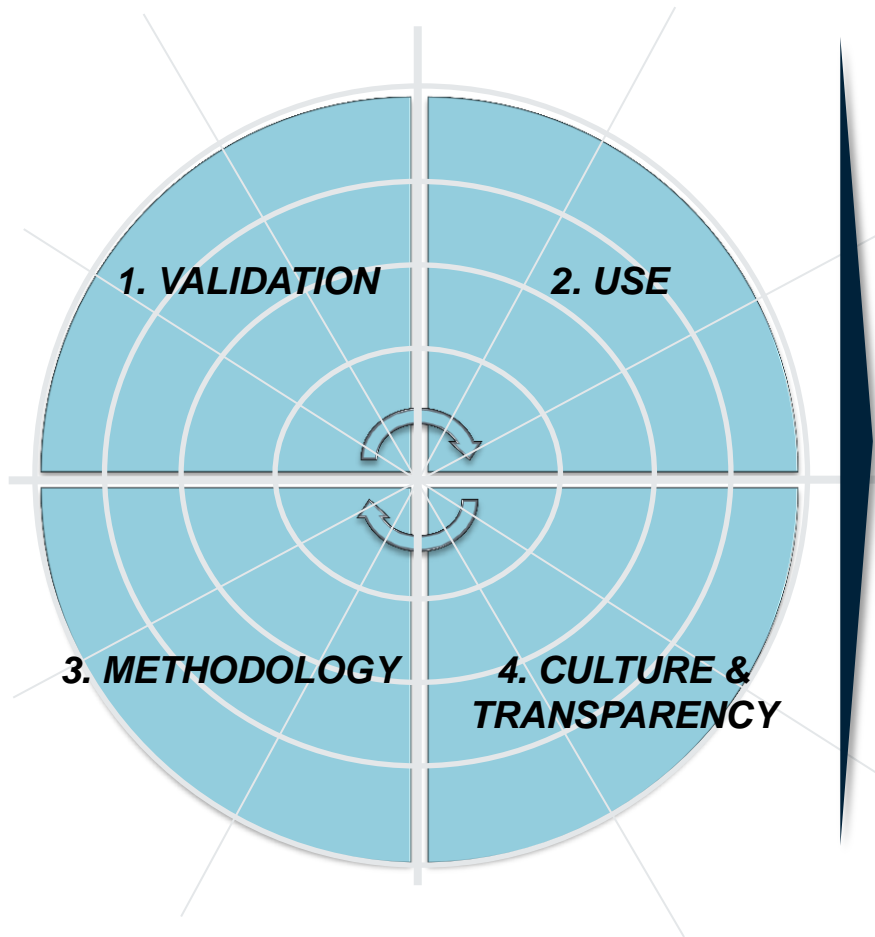 1. VALIDATION
2. USE
3. METHODOLOGY
4. CULTURE &
TRANSPARENCY